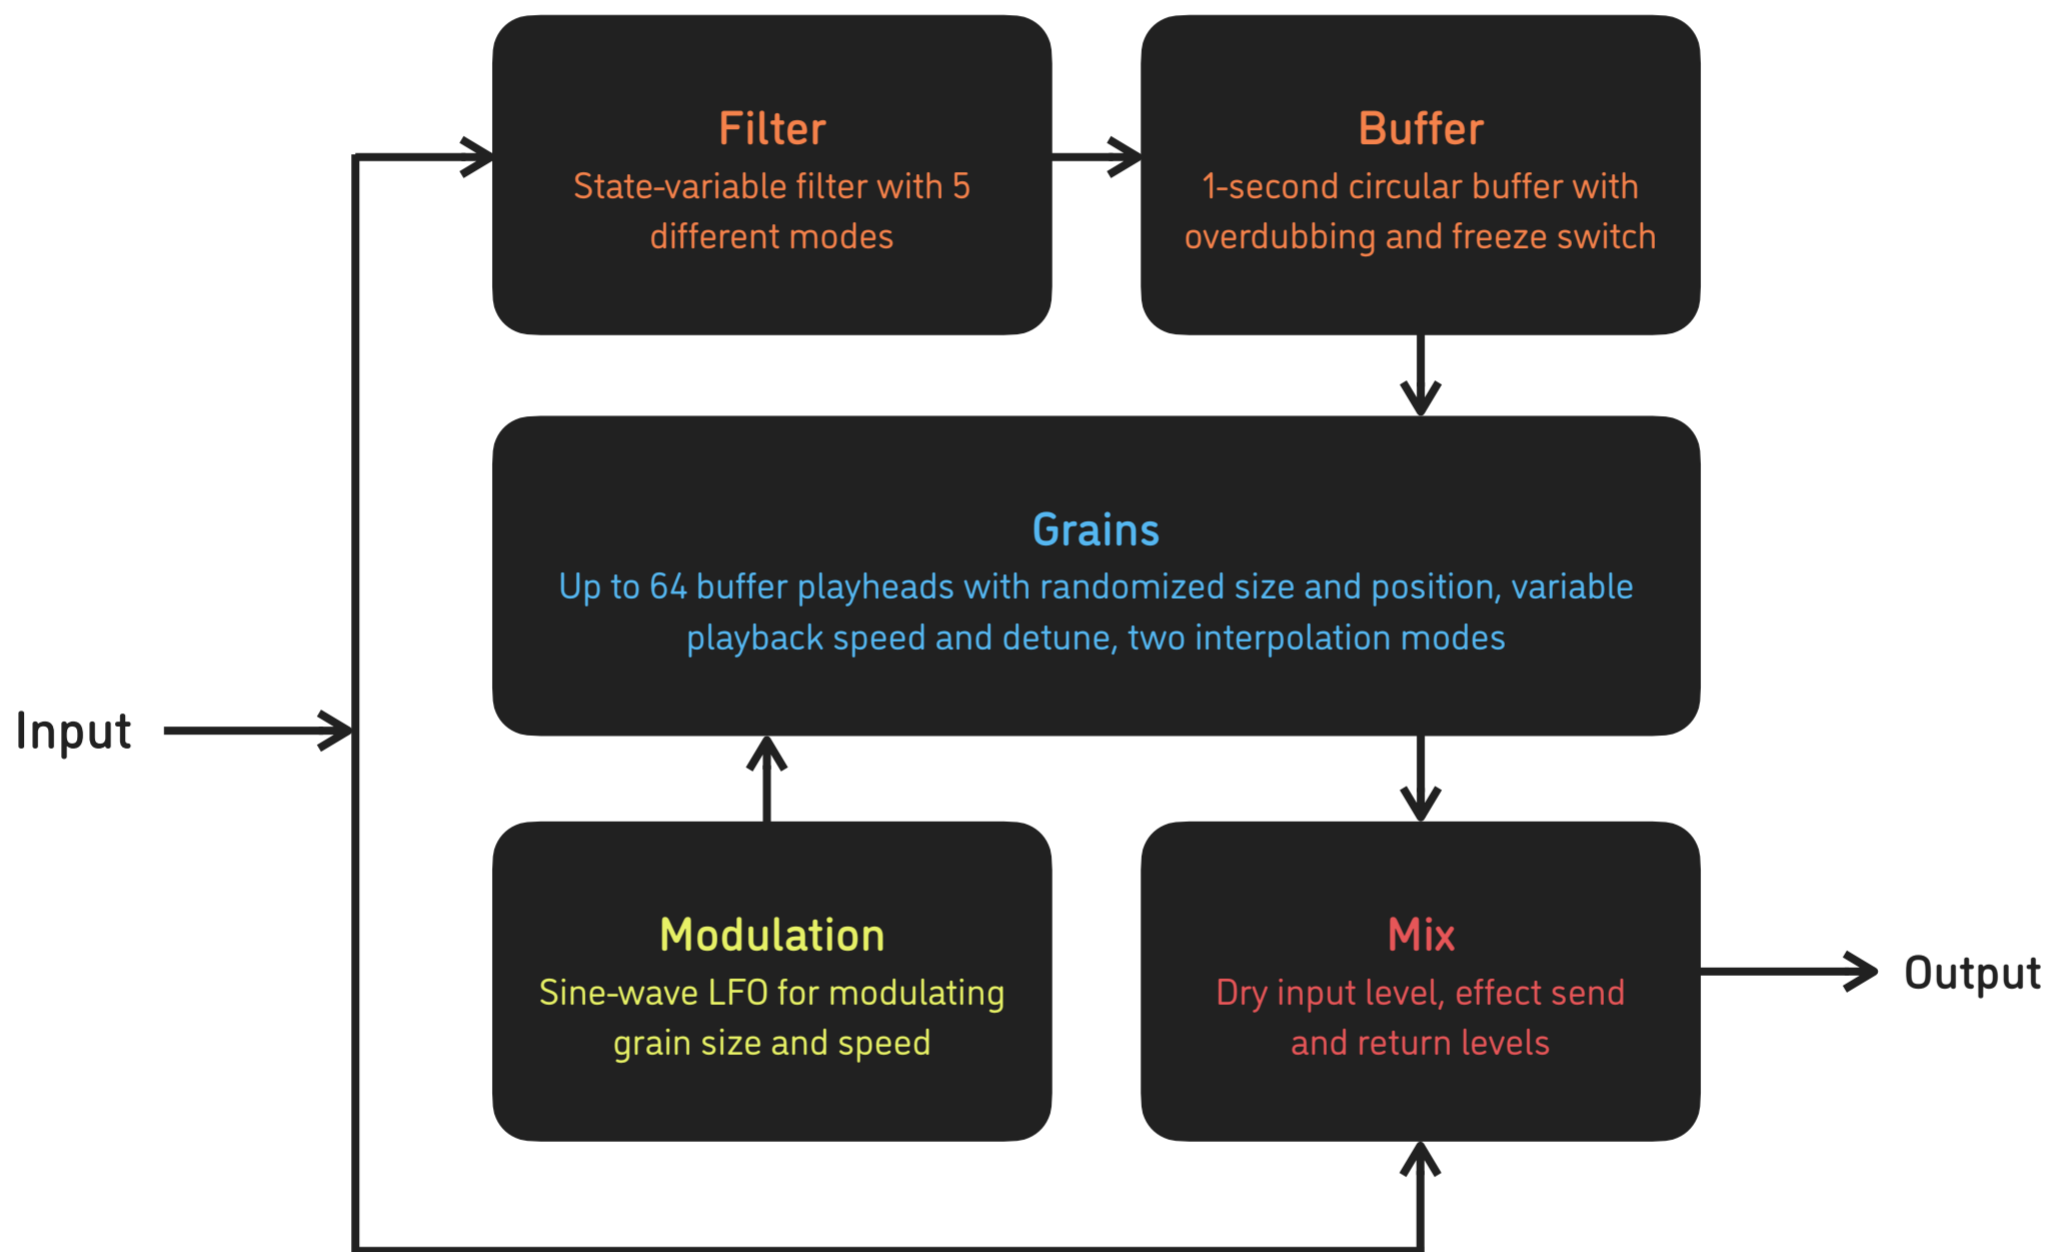 Filter
State-variable filter with 5
different modes
Buffer
1-second circular buffer with
overdubbing and freeze switch
Grains
Up to 64 buffer playheads with randomized size and position, variable
playback speed and detune, two interpolation modes
Input
Modulation
Sine-wave LFO for modulating
grain size and speed
Mix
Dry input level, effect send
and return levels
Output